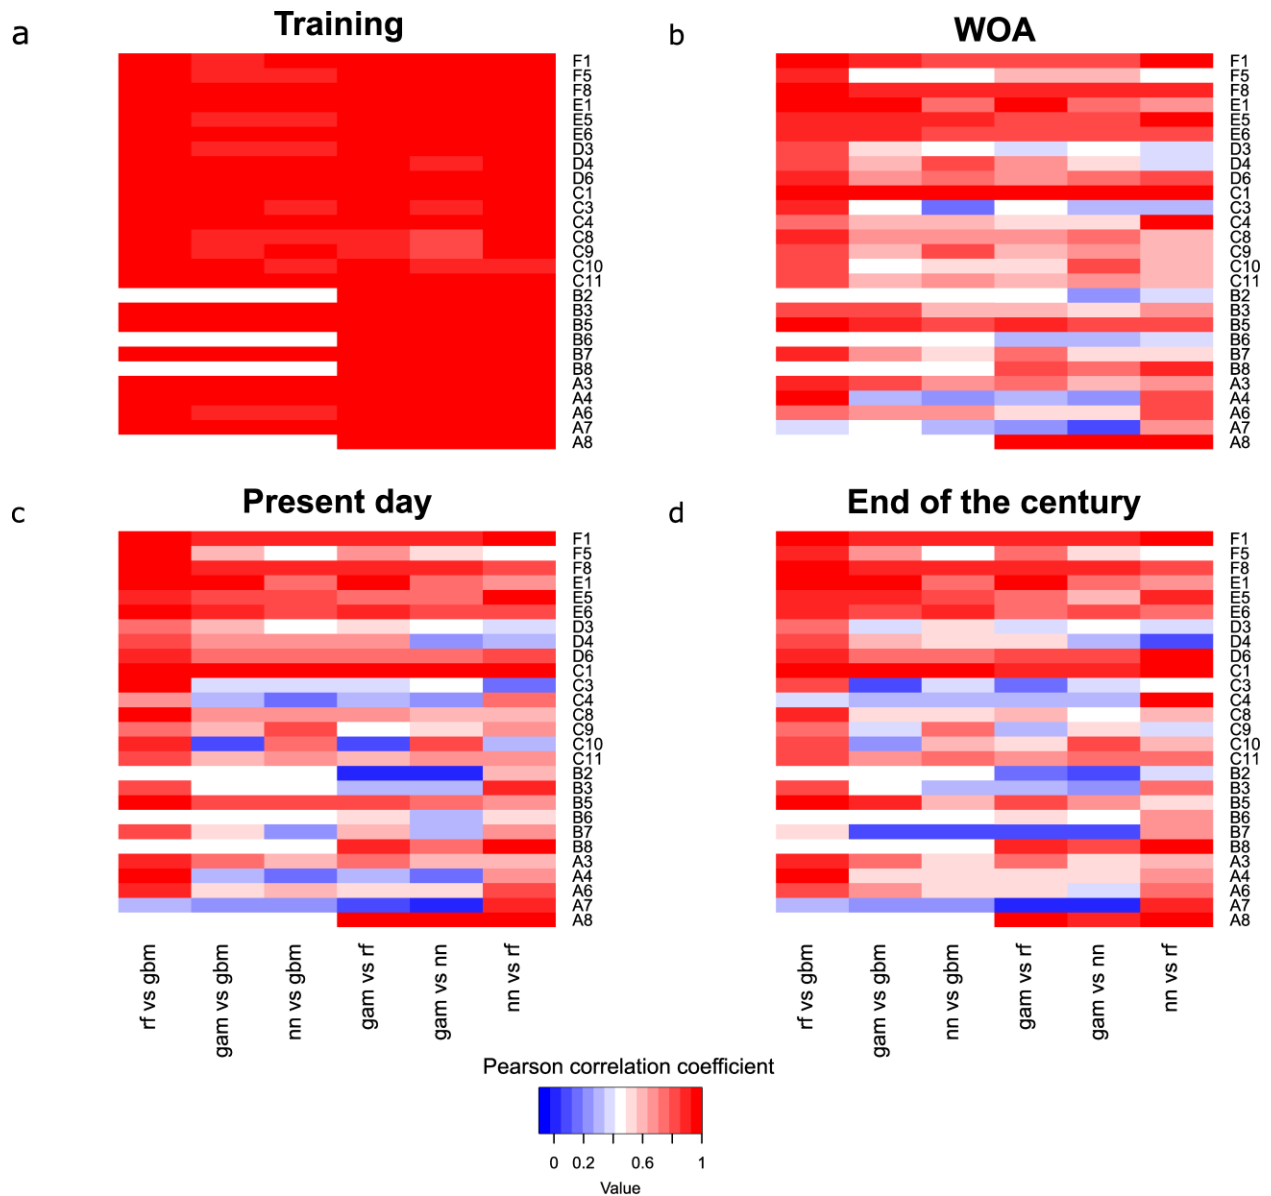 a
Training
F1
F5
F8
E1
E5
E6
D3
D4
D6
C1
C3
C4
C8
C9
C10
C11
B2
B3
B5
B6
B7
B8
A3
A4
A6
A7
A8
b
WOA
F1
F5
F8
E1
E5
E6
D3
D4
D6
C1
C3
C4
C8
C9
C10
C11
B2
B3
B5
B6
B7
B8
A3
A4
A6
A7
A8
c
Present day
F1
F5
F8
E1
E5
E6
D3
D4
D6
C1
C3
C4
C8
C9
C10
C11
B2
B3
B5
B6
B7
B8
A3
A4
A6
A7
A8
rf vs gbm
gam vs gbm
nn vs gbm
gam vs rf
gam vs nn
nn vs rf
d
End of the century
F1
F5
F8
E1
E5
E6
D3
D4
D6
C1
C3
C4
C8
C9
C10
C11
B2
B3
B5
B6
B7
B8
A3
A4
A6
A7
A8
rf vs gbm
gam vs gbm
nn vs gbm
gam vs rf
gam vs nn
nn vs rf
Pearson correlation coefficient
0 0.2 0.6 1
Value